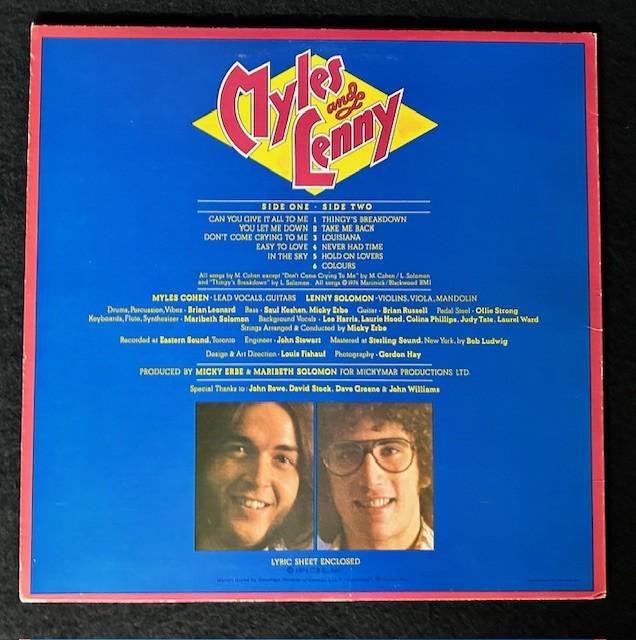 Myles
and
Lenny
SIDE ONE · SIDE TWO
CAN YOU GIVE IT ALL TO ME 1 THINGY'S BREAKDOWN
YOU LET ME DOWN 2 TAKE ME BACK
DON'T COME CRYING TO ME 3 LOUISIANA
EASY TO LOVE 4 NEVER HAD TIME
IN THE SKY 5 HOLD ON LOVERS
6 COLOURS
All songs by M. Cohen except "Don't Come Crying To Me" by M. Cohen / L. Solomon
and "Thingy's Breakdown" by L. Solomon. All songs © 1974 Marimick / Blackwood BMI
MYLES COHEN · LEAD VOCALS, GUITARS LENNY SOLOMON · VIOLINS, VIOLA, MANDOLIN
Drums, Percussion, Vibes · Brian Leonard Bass · Saul Keshen, Micky Erbe Guitar · Brian Russell Pedal Steel · Ollie Strong
Keyboards, Flute, Synthesiser · Maribeth Solomon Background Vocals · Lee Harris, Laurie Hood, Colina Phillips, Judy Tate, Laurel Ward
Strings Arranged & Conducted by Micky Erbe
Recorded at Eastern Sound, Toronto Engineer · John Stewart Mastered at Sterling Sound, New York, by Bob Ludwig
Design & Art Direction · Louis Fishauf Photography · Gordon Hay
PRODUCED BY MICKY ERBE & MARIBETH SOLOMON FOR MICKYMAR PRODUCTIONS LTD.
Special Thanks to: John Rowe, David Stock, Dave Greene & John Williams
LYRIC SHEET ENCLOSED